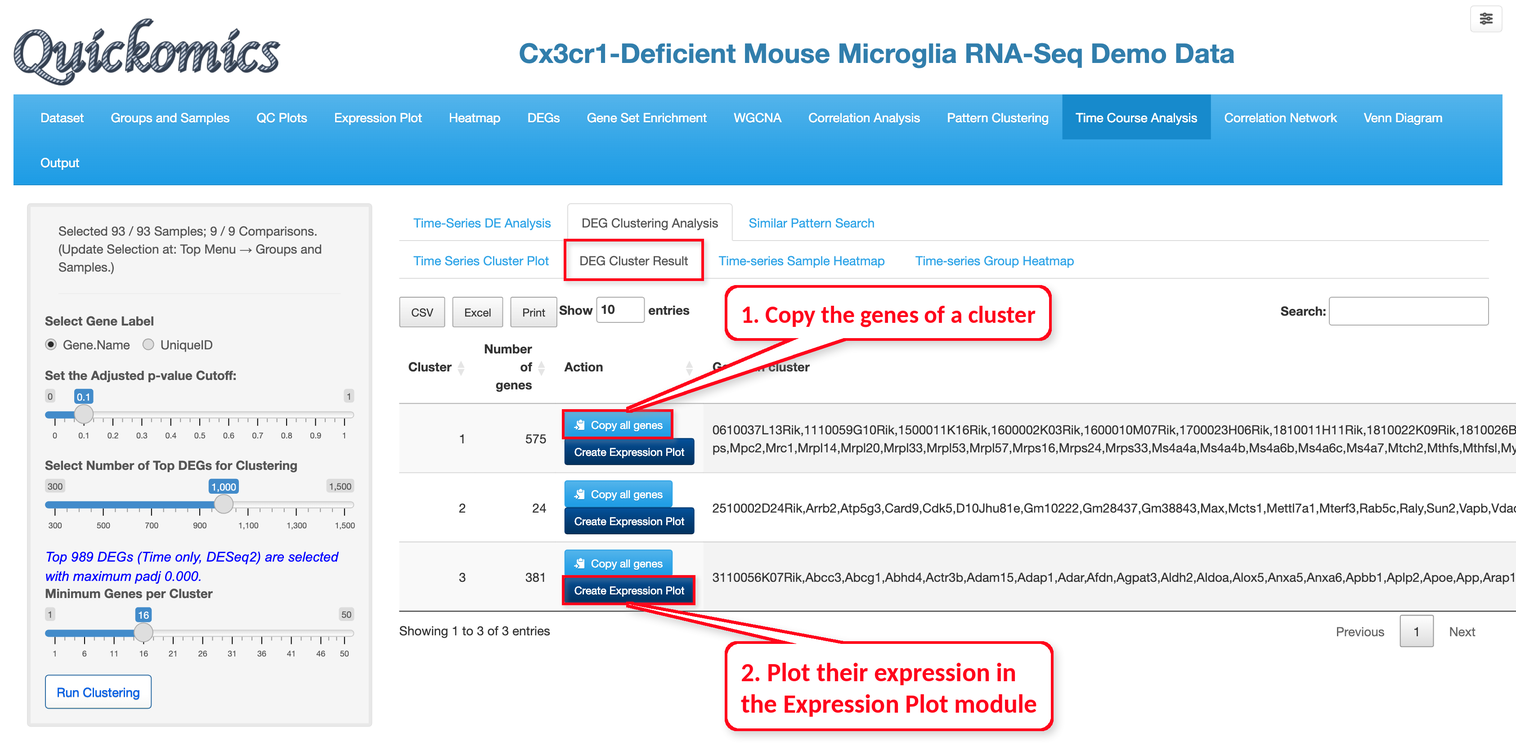 Quickomics
Cx3cr1-Deficient Mouse Microglia RNA-Seq Demo Data
Dataset Groups and Samples QC Plots Expression Plot Heatmap DEGs Gene Set Enrichment WGCNA Correlation Analysis Pattern Clustering Time Course Analysis Correlation Network Venn Diagram
Output
Selected 93 / 93 Samples; 9 / 9 Comparisons.
(Update Selection at: Top Menu → Groups and
Samples.)
Select Gene Label
Gene.Name UniqueID
Set the Adjusted p-value Cutoff:
0 0.1 1
0 0.1 0.2 0.3 0.4 0.5 0.6 0.7 0.8 0.9 1
Select Number of Top DEGs for Clustering
300 1,000 1,500
300 500 700 900 1,100 1,300 1,500
Top 989 DEGs (Time only, DESeq2) are selected
with maximum padj 0.000.
Minimum Genes per Cluster
1 16 50
1 6 11 16 21 26 31 36 41 46 50
Run Clustering
Time-Series DE Analysis DEG Clustering Analysis Similar Pattern Search
Time Series Cluster Plot DEG Cluster Result Time-series Sample Heatmap Time-series Group Heatmap
CSV Excel Print Show 10 entries
Search:
1. Copy the genes of a cluster
Cluster Number of genes Action cluster
1 575 Copy all genes
Create Expression Plot
0610037L13Rik,1110059G10Rik,1500011K16Rik,1600002K03Rik,1600010M07Rik,1700023H06Rik,1810011H11Rik,1810022K09Rik,1810026B
ps,Mpc2,Mrc1,Mrpl14,Mrpl20,Mrpl33,Mrpl53,Mrpl57,Mrps16,Mrps24,Mrps33,Ms4a4a,Ms4a4b,Ms4a6b,Ms4a6c,Ms4a7,Mtch2,Mthfs,Mthfsl,My
2 24 Copy all genes
Create Expression Plot
2510002D24Rik,Arrb2,Atp5g3,Card9,Cdk5,D10Jhu81e,Gm10222,Gm28437,Gm38843,Max,Mcts1,Mettl7a1,Mterf3,Rab5c,Raly,Sun2,Vapb,Vdac
3 381 Copy all genes
Create Expression Plot
3110056K07Rik,Abcc3,Abcg1,Abhd4,Actr3b,Adam15,Adap1,Adar,Afdn,Agpat3,Aldh2,Aldoa,Alox5,Anxa5,Anxa6,Apbb1,Aplp2,Apoe,App,Arap1
Showing 1 to 3 of 3 entries
Previous 1 Next
2. Plot their expression in
the Expression Plot module